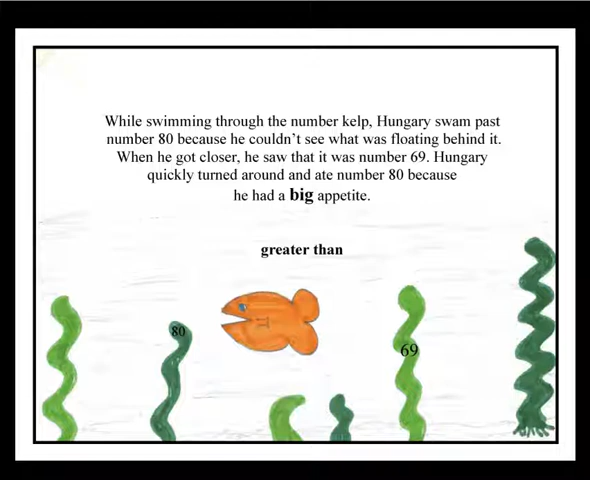 While swimming through the number kelp, Hungary swam past
number 80 because he couldn't see what was floating behind it.
When he got closer, he saw that it was number 69. Hungary
quickly turned around and ate number 80 because
he had a big appetite.
greater than
80
69